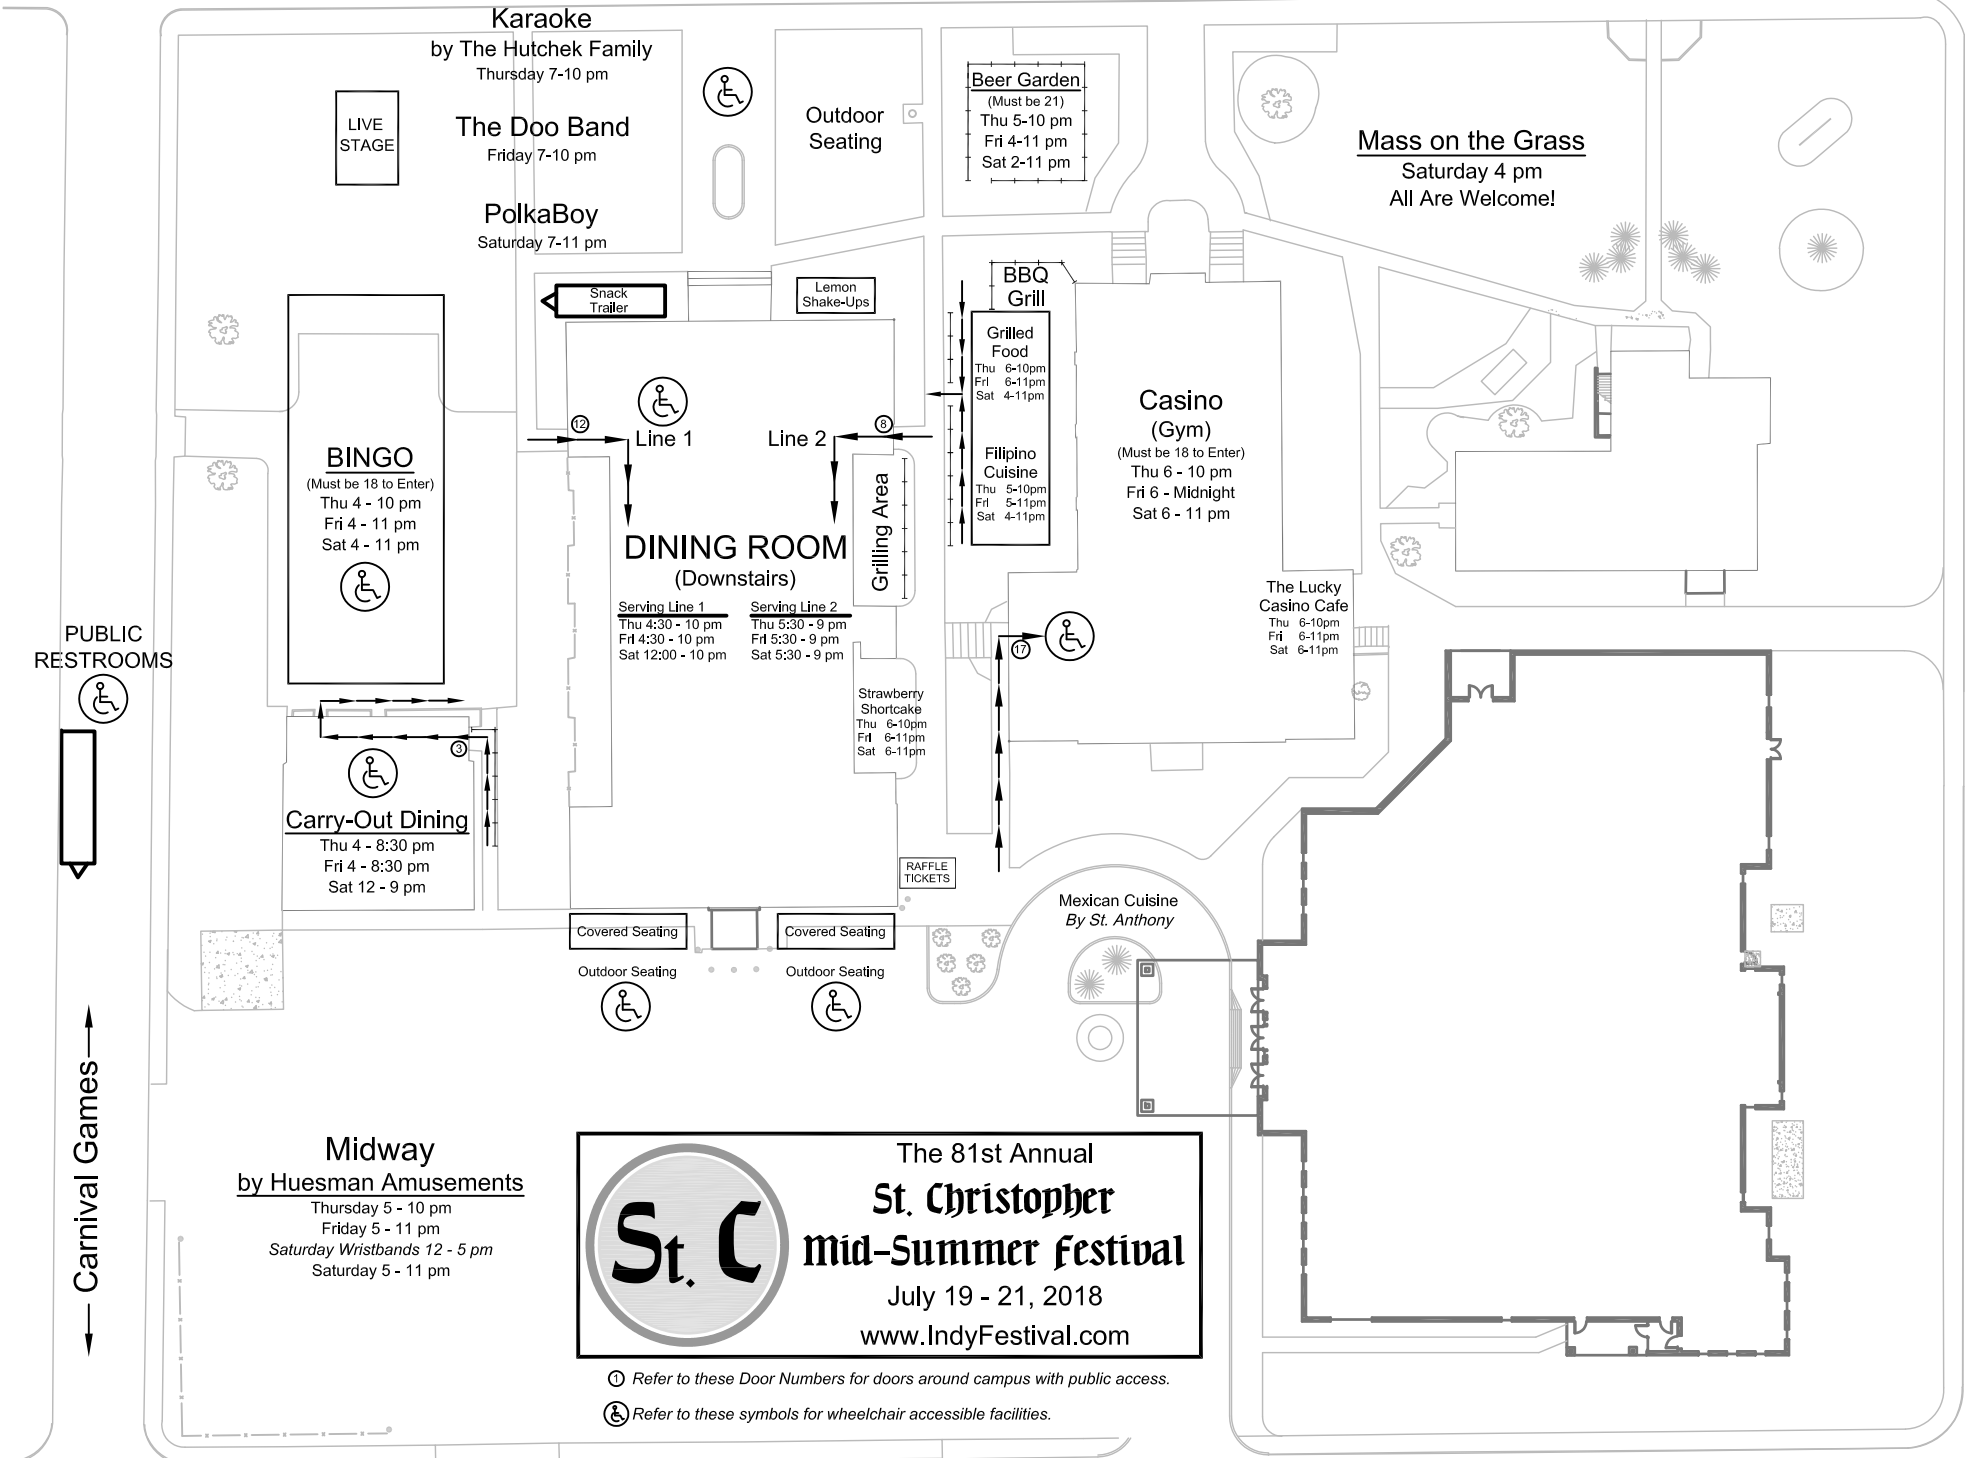 Karaoke
by The Hutchek Family
Thursday 7-10 pm
LIVE
STAGE
The Doo Band
Friday 7-10 pm
PolkaBoy
Saturday 7-11 pm
Outdoor
Seating
Beer Garden
(Must be 21)
Thu 5-10 pm
Fri 4-11 pm
Sat 2-11 pm
Mass on the Grass
Saturday 4 pm
All Are Welcome!
Snack
Trailer
Lemon
Shake-Ups
BBQ
Grill
Grilled
Food
Thu 6-10pm
Fri 6-11pm
Sat 4-11pm
Filipino
Cuisine
Thu 5-10pm
Fri 5-11pm
Sat 4-11pm
Casino
(Gym)
(Must be 18 to Enter)
Thu 6 - 10 pm
Fri 6 - Midnight
Sat 6 - 11 pm
BINGO
(Must be 18 to Enter)
Thu 4 - 10 pm
Fri 4 - 11 pm
Sat 4 - 11 pm
12
Line 1
Line 2
8
DINING ROOM
(Downstairs)
Serving Line 1
Thu 4:30 - 10 pm
Fri 4:30 - 10 pm
Sat 12:00 - 10 pm
Serving Line 2
Thu 5:30 - 9 pm
Fri 5:30 - 9 pm
Sat 5:30 - 9 pm
Grilling Area
The Lucky
Casino Cafe
Thu 6-10pm
Fri 6-11pm
Sat 6-11pm
17
PUBLIC
RESTROOMS
Strawberry
Shortcake
Thu 6-10pm
Fri 6-11pm
Sat 6-11pm
3
Carry-Out Dining
Thu 4 - 8:30 pm
Fri 4 - 8:30 pm
Sat 12 - 9 pm
RAFFLE
TICKETS
Mexican Cuisine
By St. Anthony
Covered Seating
Covered Seating
Outdoor Seating
Outdoor Seating
Carnival Games
Midway
by Huesman Amusements
Thursday 5 - 10 pm
Friday 5 - 11 pm
Saturday Wristbands 12 - 5 pm
Saturday 5 - 11 pm
St. C
The 81st Annual
St. Christopher
Mid-Summer Festival
July 19 - 21, 2018
www.IndyFestival.com
1 Refer to these Door Numbers for doors around campus with public access.
Refer to these symbols for wheelchair accessible facilities.